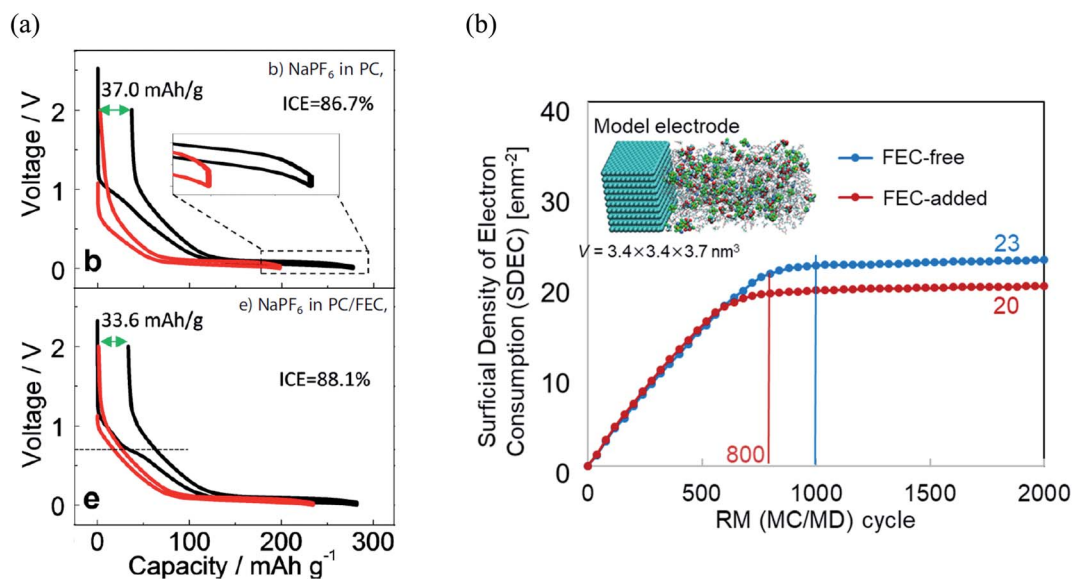 (a)
b) NaPF₆ in PC,
37.0 mAh/g
ICE=86.7%
Voltage / V
2
1
0
b
e) NaPF₆ in PC/FEC,
33.6 mAh/g
ICE=88.1%
Voltage / V
2
1
0
e
0 100 200 300
Capacity / mAh g⁻¹
(b)
Surficial Density of Electron
Consumption (SDEC) [emm⁻²]
40
30
20
10
0
Model electrode
V = 3.4×3.4×3.7 nm³
FEC-free
FEC-added
23
20
800
0 500 1000 1500 2000
RM (MC/MD) cycle